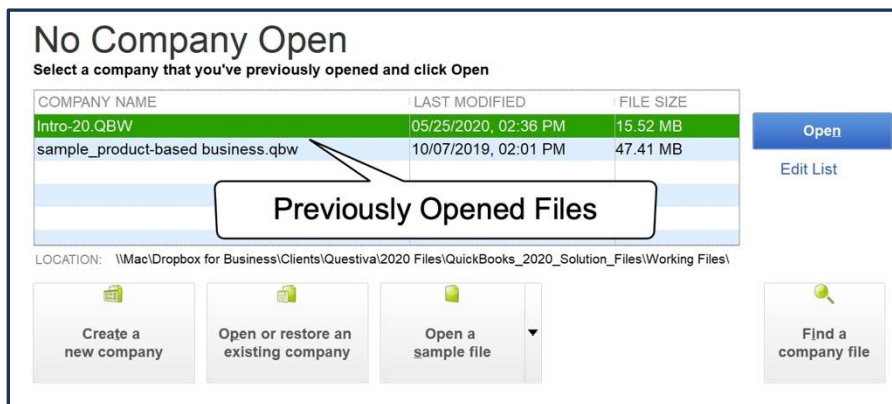 No Company Open
Select a company that you've previously opened and click Open
COMPANY NAME LAST MODIFIED FILE SIZE
Intro-20.QBW 05/25/2020, 02:36 PM 15.52 MB
Open
sample_product-based business.qbw 10/07/2019, 02:01 PM 47.41 MB
Edit List
Previously Opened Files
LOCATION: \\Mac\Dropbox for Business\Clients\Questiva\2020 Files\QuickBooks_2020_Solution_Files\Working Files\
Create a
new company
Open or restore an
existing company
Open a
sample file
Find a
company file